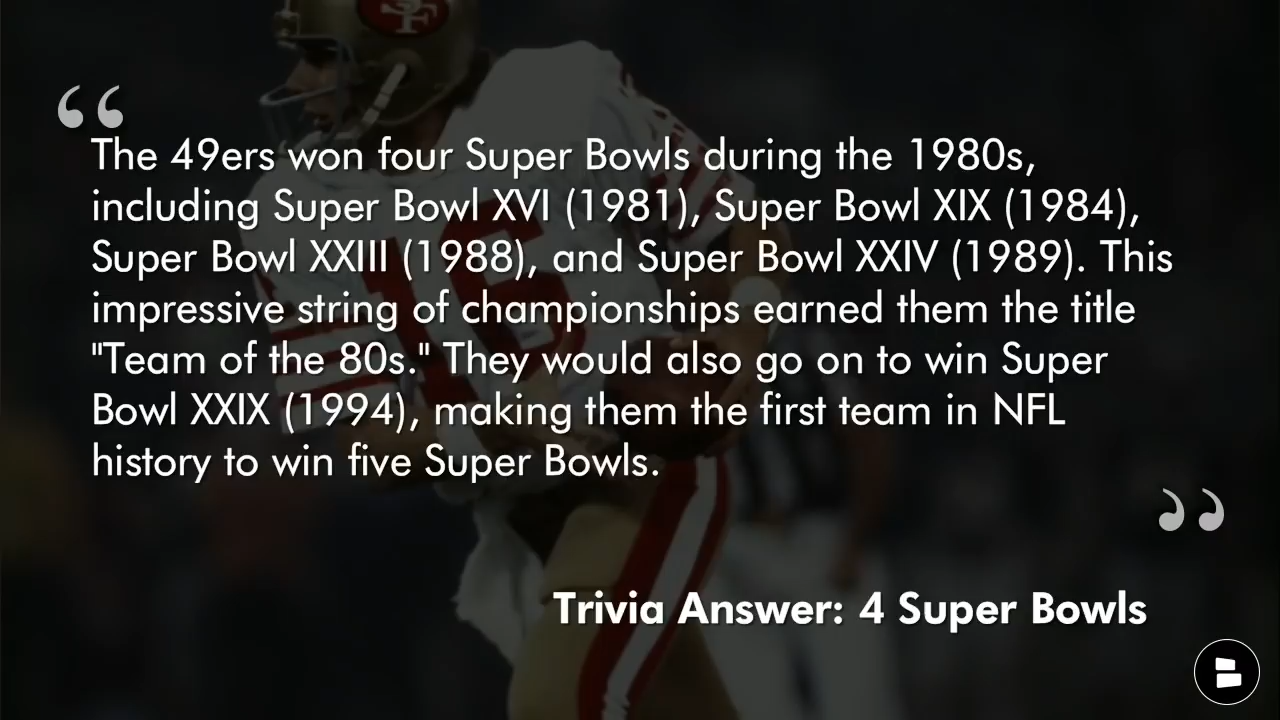 SF
“
The 49ers won four Super Bowls during the 1980s,
including Super Bowl XVI (1981), Super Bowl XIX (1984),
Super Bowl XXIII (1988), and Super Bowl XXIV (1989). This
impressive string of championships earned them the title
"Team of the 80s." They would also go on to win Super
Bowl XXIX (1994), making them the first team in NFL
history to win five Super Bowls.
”
16
Trivia Answer: 4 Super Bowls